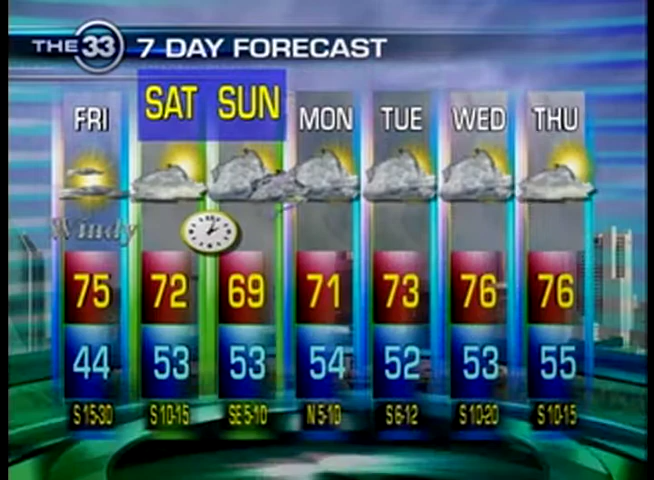 THE 33 7 DAY FORECAST
FRI SAT SUN MON TUE WED THU
Windy
75 72 69 71 73 76 76
44 53 53 54 52 53 55
S 15-30 S 10-15 SE 5-10 N 5-10 S 6-12 S 10-20 S 10-15